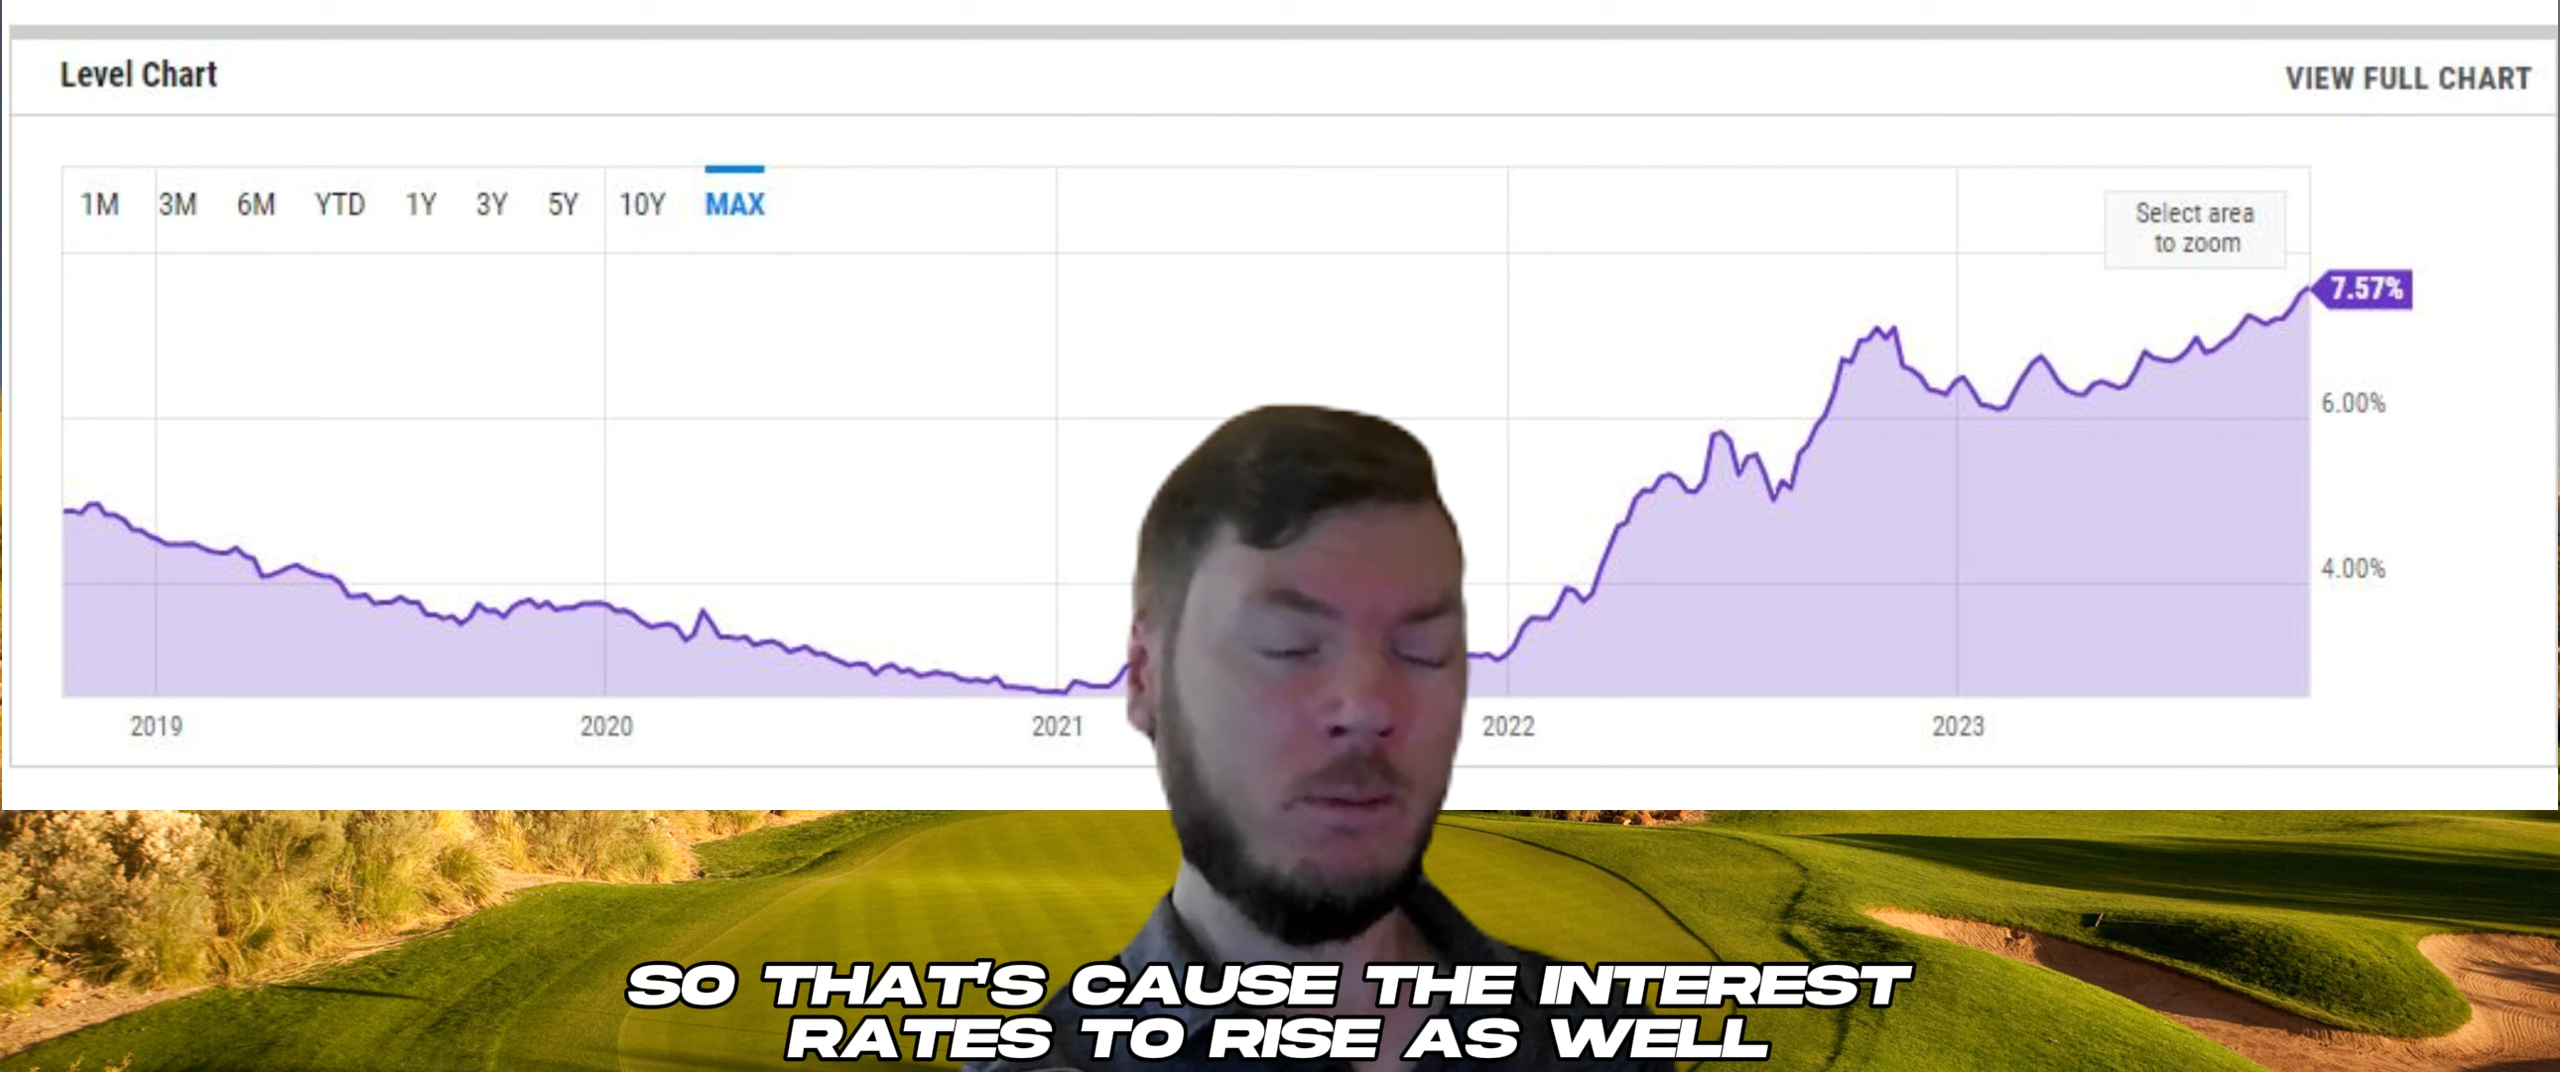 Level Chart
VIEW FULL CHART
1M 3M 6M YTD 1Y 3Y 5Y 10Y MAX
Select area
to zoom
7.57%
6.00%
4.00%
2019 2020 2021 2022 2023
SO THAT'S CAUSE THE INTEREST
RATES TO RISE AS WELL